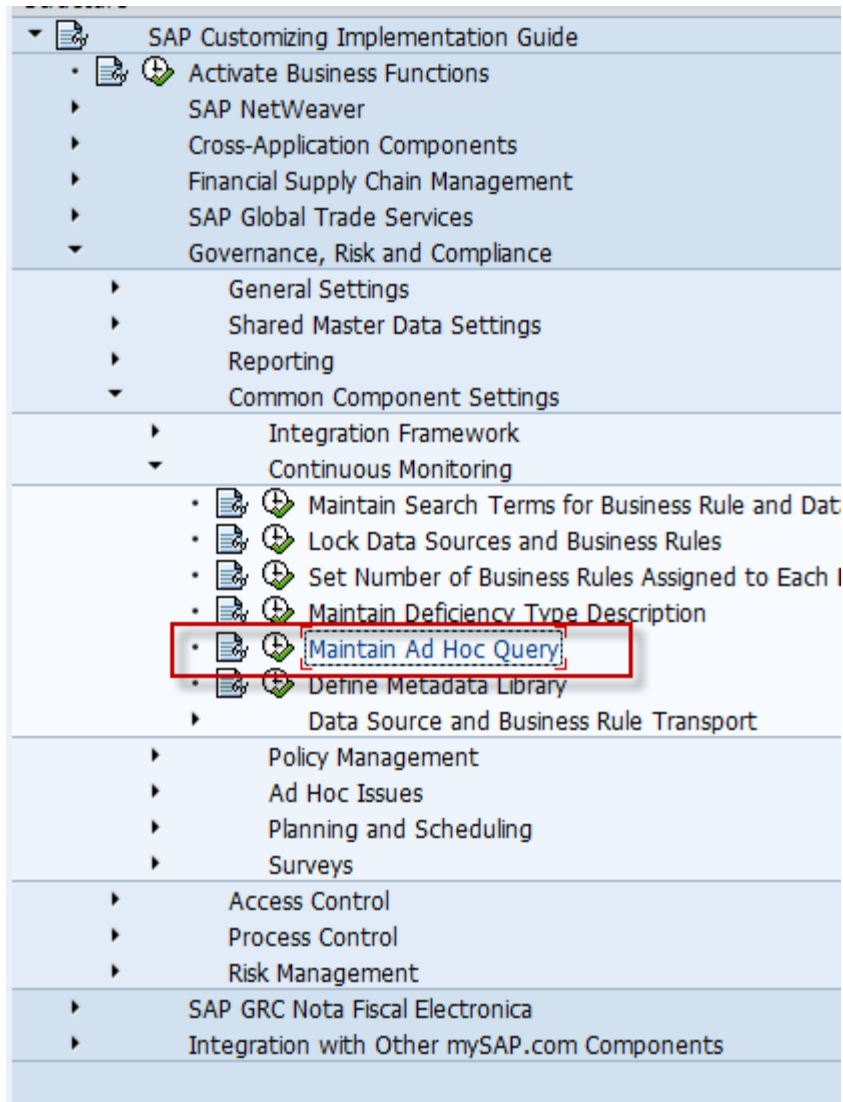 SAP Customizing Implementation Guide
Activate Business Functions
SAP NetWeaver
Cross-Application Components
Financial Supply Chain Management
SAP Global Trade Services
Governance, Risk and Compliance
General Settings
Shared Master Data Settings
Reporting
Common Component Settings
Integration Framework
Continuous Monitoring
Maintain Search Terms for Business Rule and Dat
Lock Data Sources and Business Rules
Set Number of Business Rules Assigned to Each
Maintain Deficiency Type Description
Maintain Ad Hoc Query
Define Metadata Library
Data Source and Business Rule Transport
Policy Management
Ad Hoc Issues
Planning and Scheduling
Surveys
Access Control
Process Control
Risk Management
SAP GRC Nota Fiscal Electronica
Integration with Other mySAP.com Components